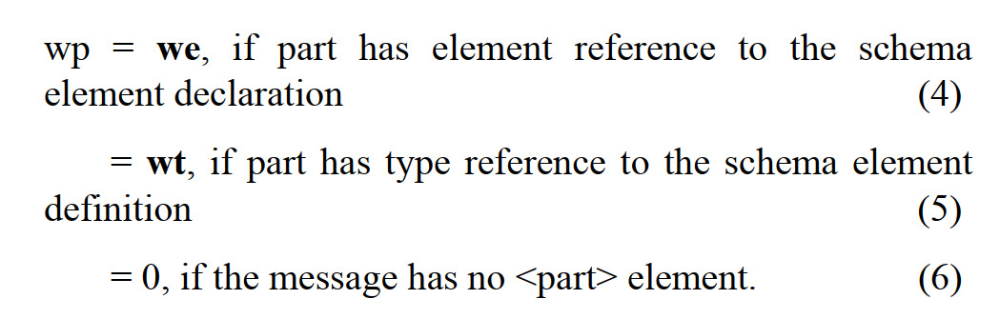 wp = we, if part has element reference to the schema
element declaration (4)
= wt, if part has type reference to the schema element
definition (5)
= 0, if the message has no <part> element. (6)